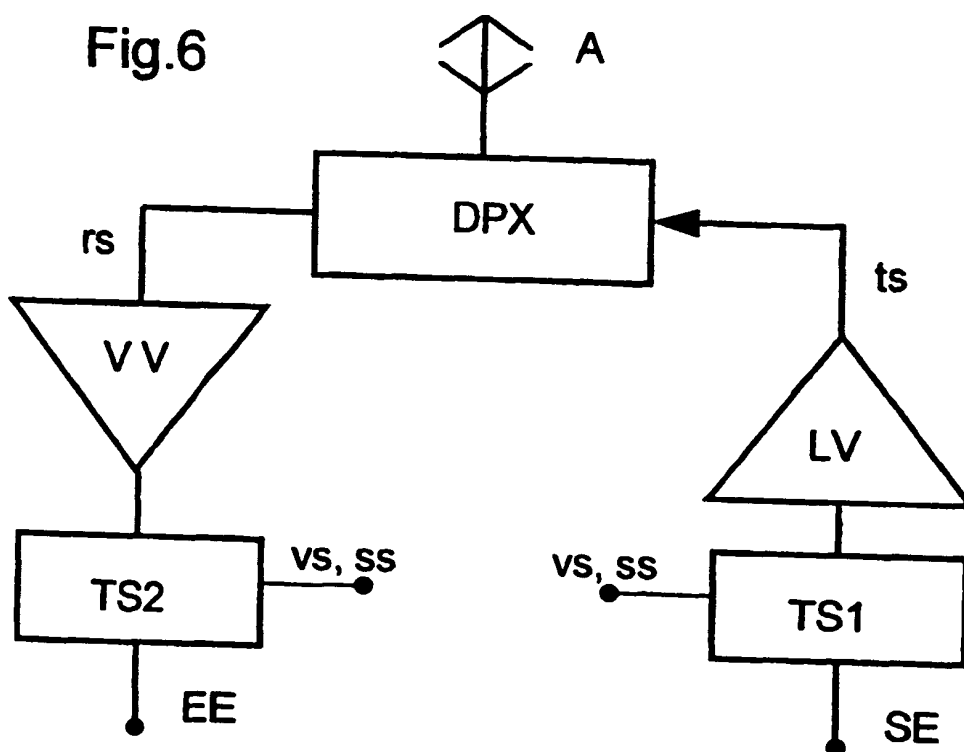 Fig.6
A
DPX
rs
ts
V V
LV
vs, ss
vs, ss
TS2
TS1
EE
SE